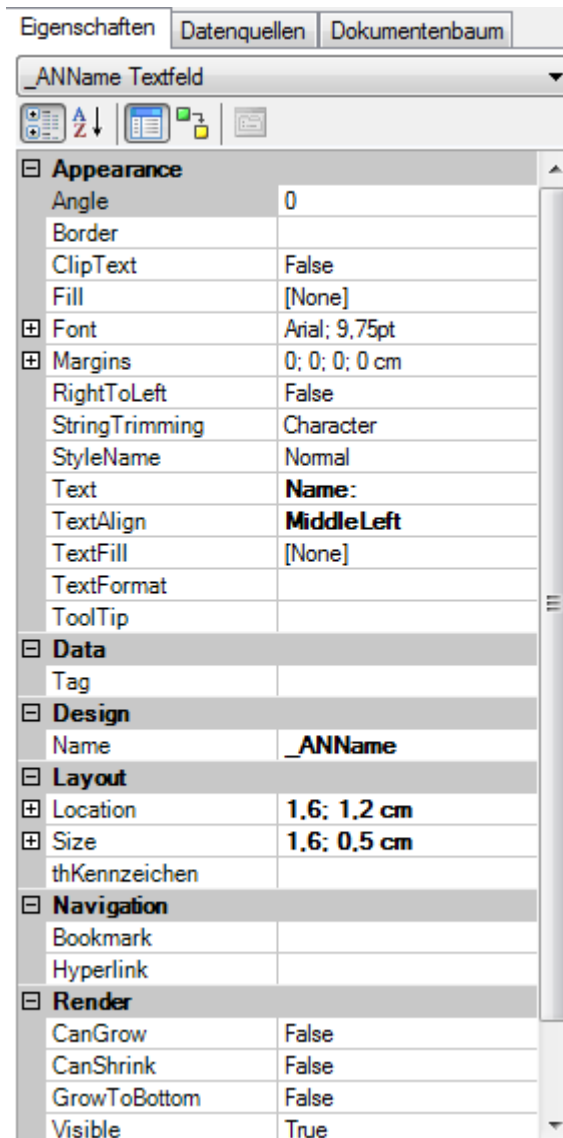 Eigenschaften Datenquellen Dokumentenbaum
_ANName Textfeld
Appearance
Angle 0
Border
ClipText False
Fill [None]
Font Arial; 9,75pt
Margins 0; 0; 0; 0 cm
RightToLeft False
StringTrimming Character
StyleName Normal
Text Name:
TextAlign MiddleLeft
TextFill [None]
TextFormat
ToolTip
Data
Tag
Design
Name _ANName
Layout
Location 1,6; 1,2 cm
Size 1,6; 0,5 cm
thKennzeichen
Navigation
Bookmark
Hyperlink
Render
CanGrow False
CanShrink False
GrowToBottom False
Visible True